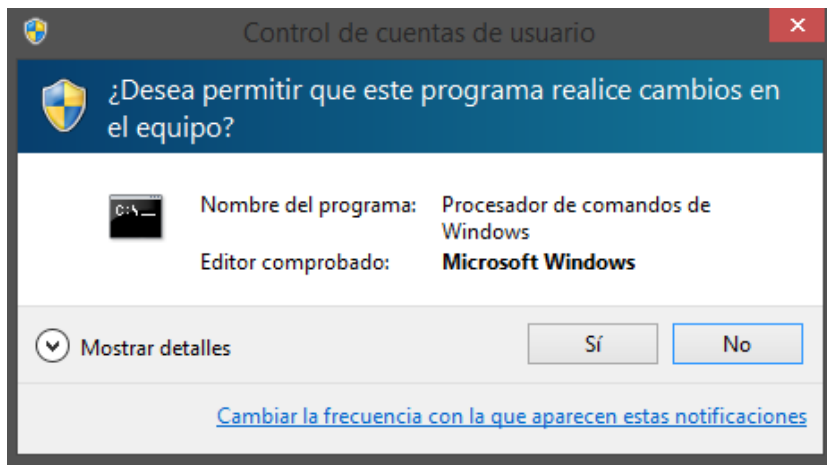 Control de cuentas de usuario
¿Desea permitir que este programa realice cambios en
el equipo?
C:\_
Nombre del programa: Procesador de comandos de
Windows
Editor comprobado: Microsoft Windows
Mostrar detalles Sí No
Cambiar la frecuencia con la que aparecen estas notificaciones